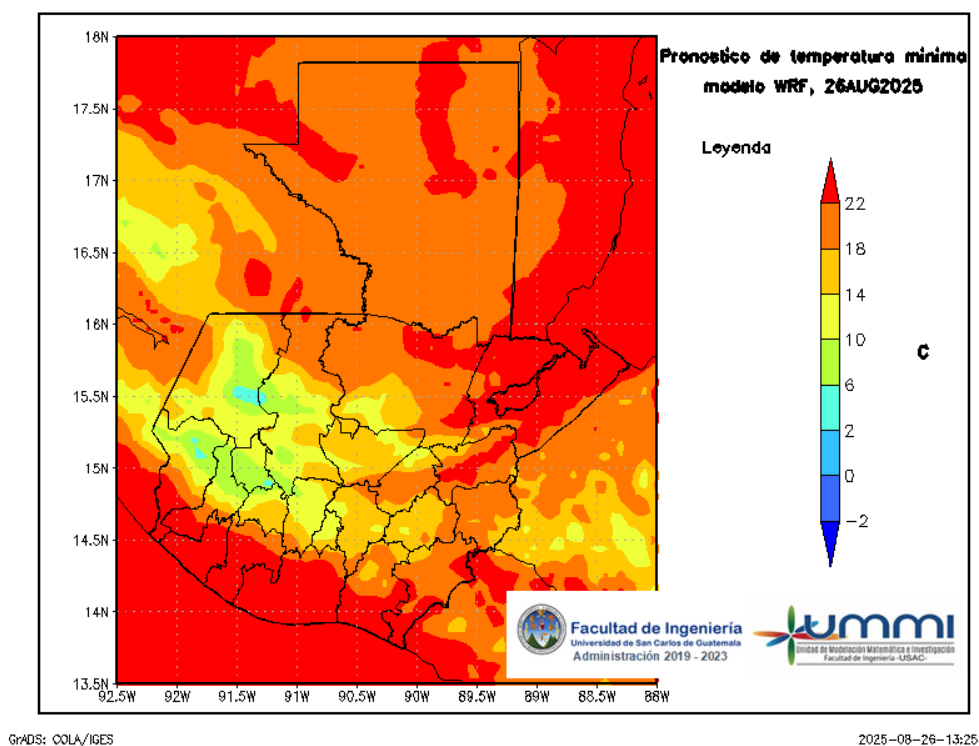 Pronostico de temperatura minima
modelo WRF, 26AUG2025
Leyenda
22
18
14
10
6
2
0
−2
C
18N
17.5N
17N
16.5N
16N
15.5N
15N
14.5N
14N
13.5N
92.5W
92W
91.5W
91W
90.5W
90W
89.5W
89W
88.5W
88W
Facultad de Ingeniería
Universidad de San Carlos de Guatemala
Administración 2019 - 2023
ummi
Unidad de Modelación Matemática e Investigación
Facultad de Ingeniería -USAC-
GrADS: COLA/IGES
2025-08-26-13:25